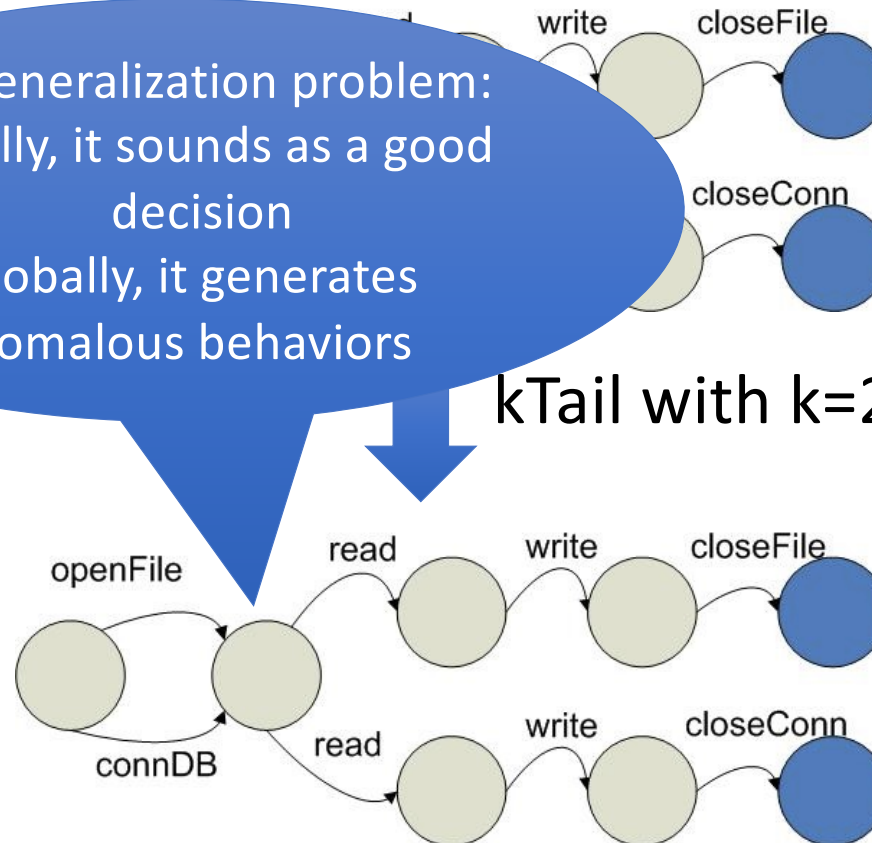 write closeFile
eneralization problem:
lly, it sounds as a good
decision
closeConn
obally, it generates
omalous behaviors
kTail with k=2
openFile
read write closeFile
connDB
read write closeConn